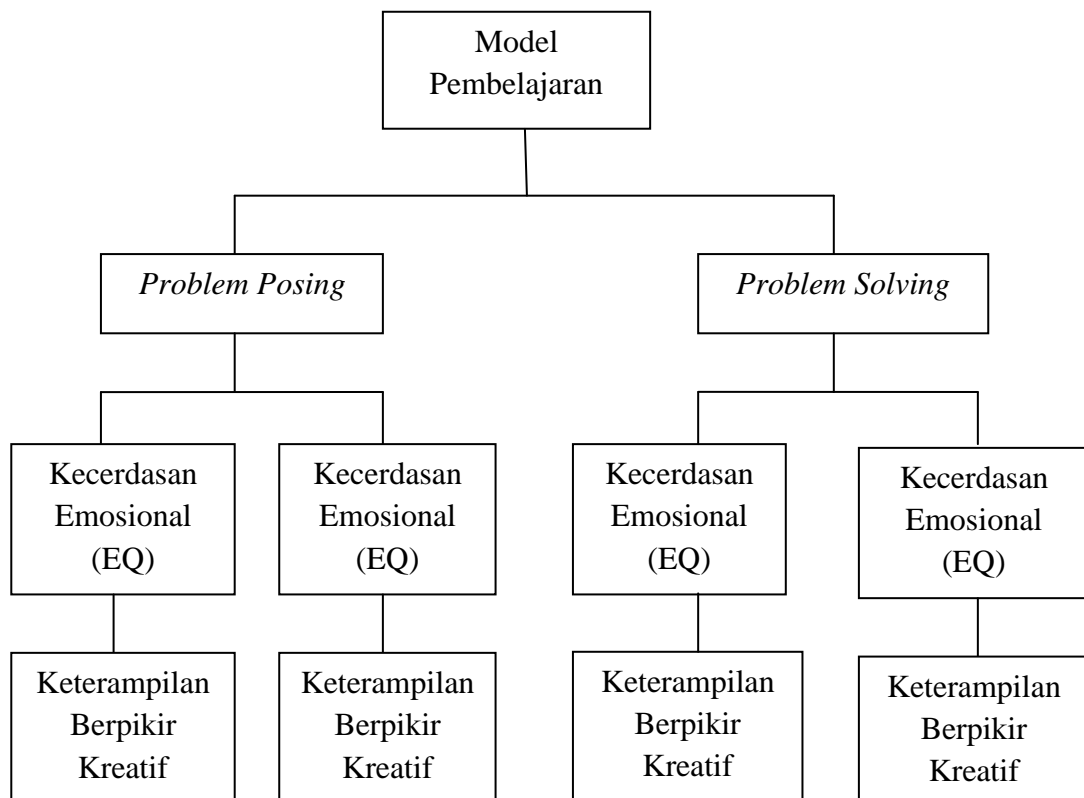 Model
Pembelajaran
Problem Posing
Problem Solving
Kecerdasan
Emosional
(EQ)
Kecerdasan
Emosional
(EQ)
Kecerdasan
Emosional
(EQ)
Kecerdasan
Emosional
(EQ)
Keterampilan
Berpikir
Kreatif
Keterampilan
Berpikir
Kreatif
Keterampilan
Berpikir
Kreatif
Keterampilan
Berpikir
Kreatif